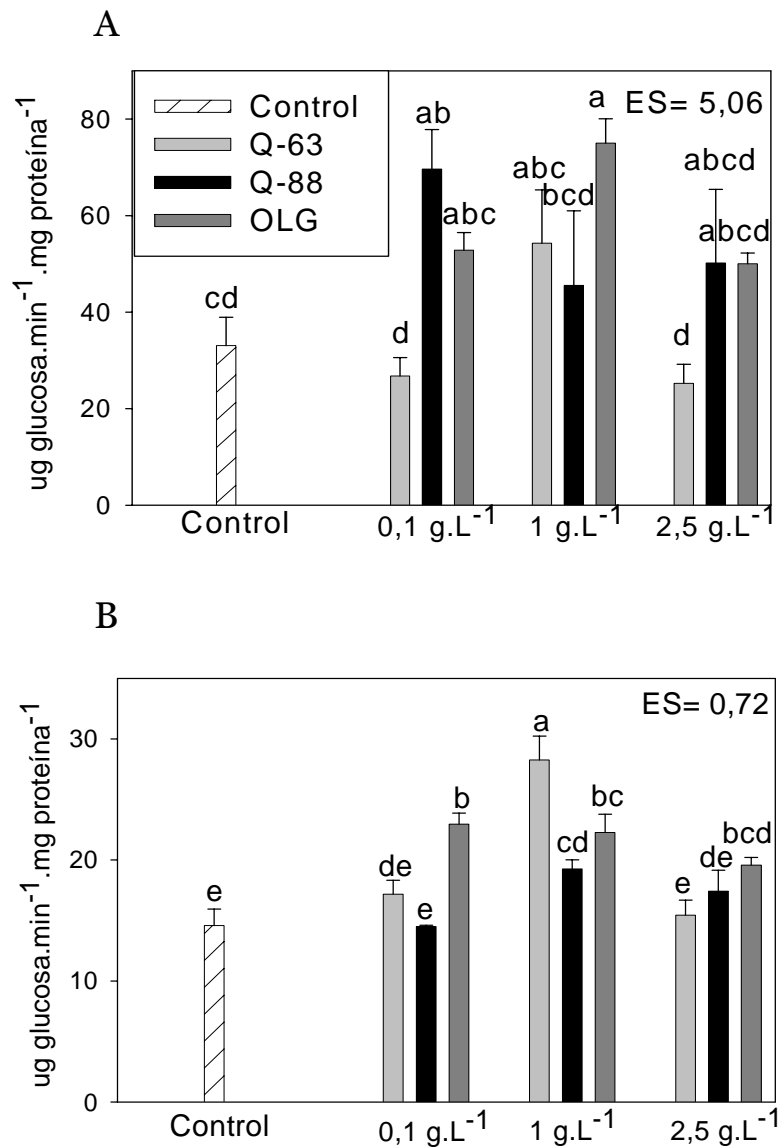 A
ug glucosa.min⁻¹.mg proteína⁻¹
80
60
40
20
0
Control
Q-63
Q-88
OLG
ES= 5,06
cd
d
ab
abc
abc
bcd
a
d
abcd
abcd
Control
0,1 g.L⁻¹
1 g.L⁻¹
2,5 g.L⁻¹
B
ug glucosa.min⁻¹.mg proteína⁻¹
30
20
10
0
ES= 0,72
e
de
e
b
a
cd
bc
e
de
bcd
Control
0,1 g.L⁻¹
1 g.L⁻¹
2,5 g.L⁻¹